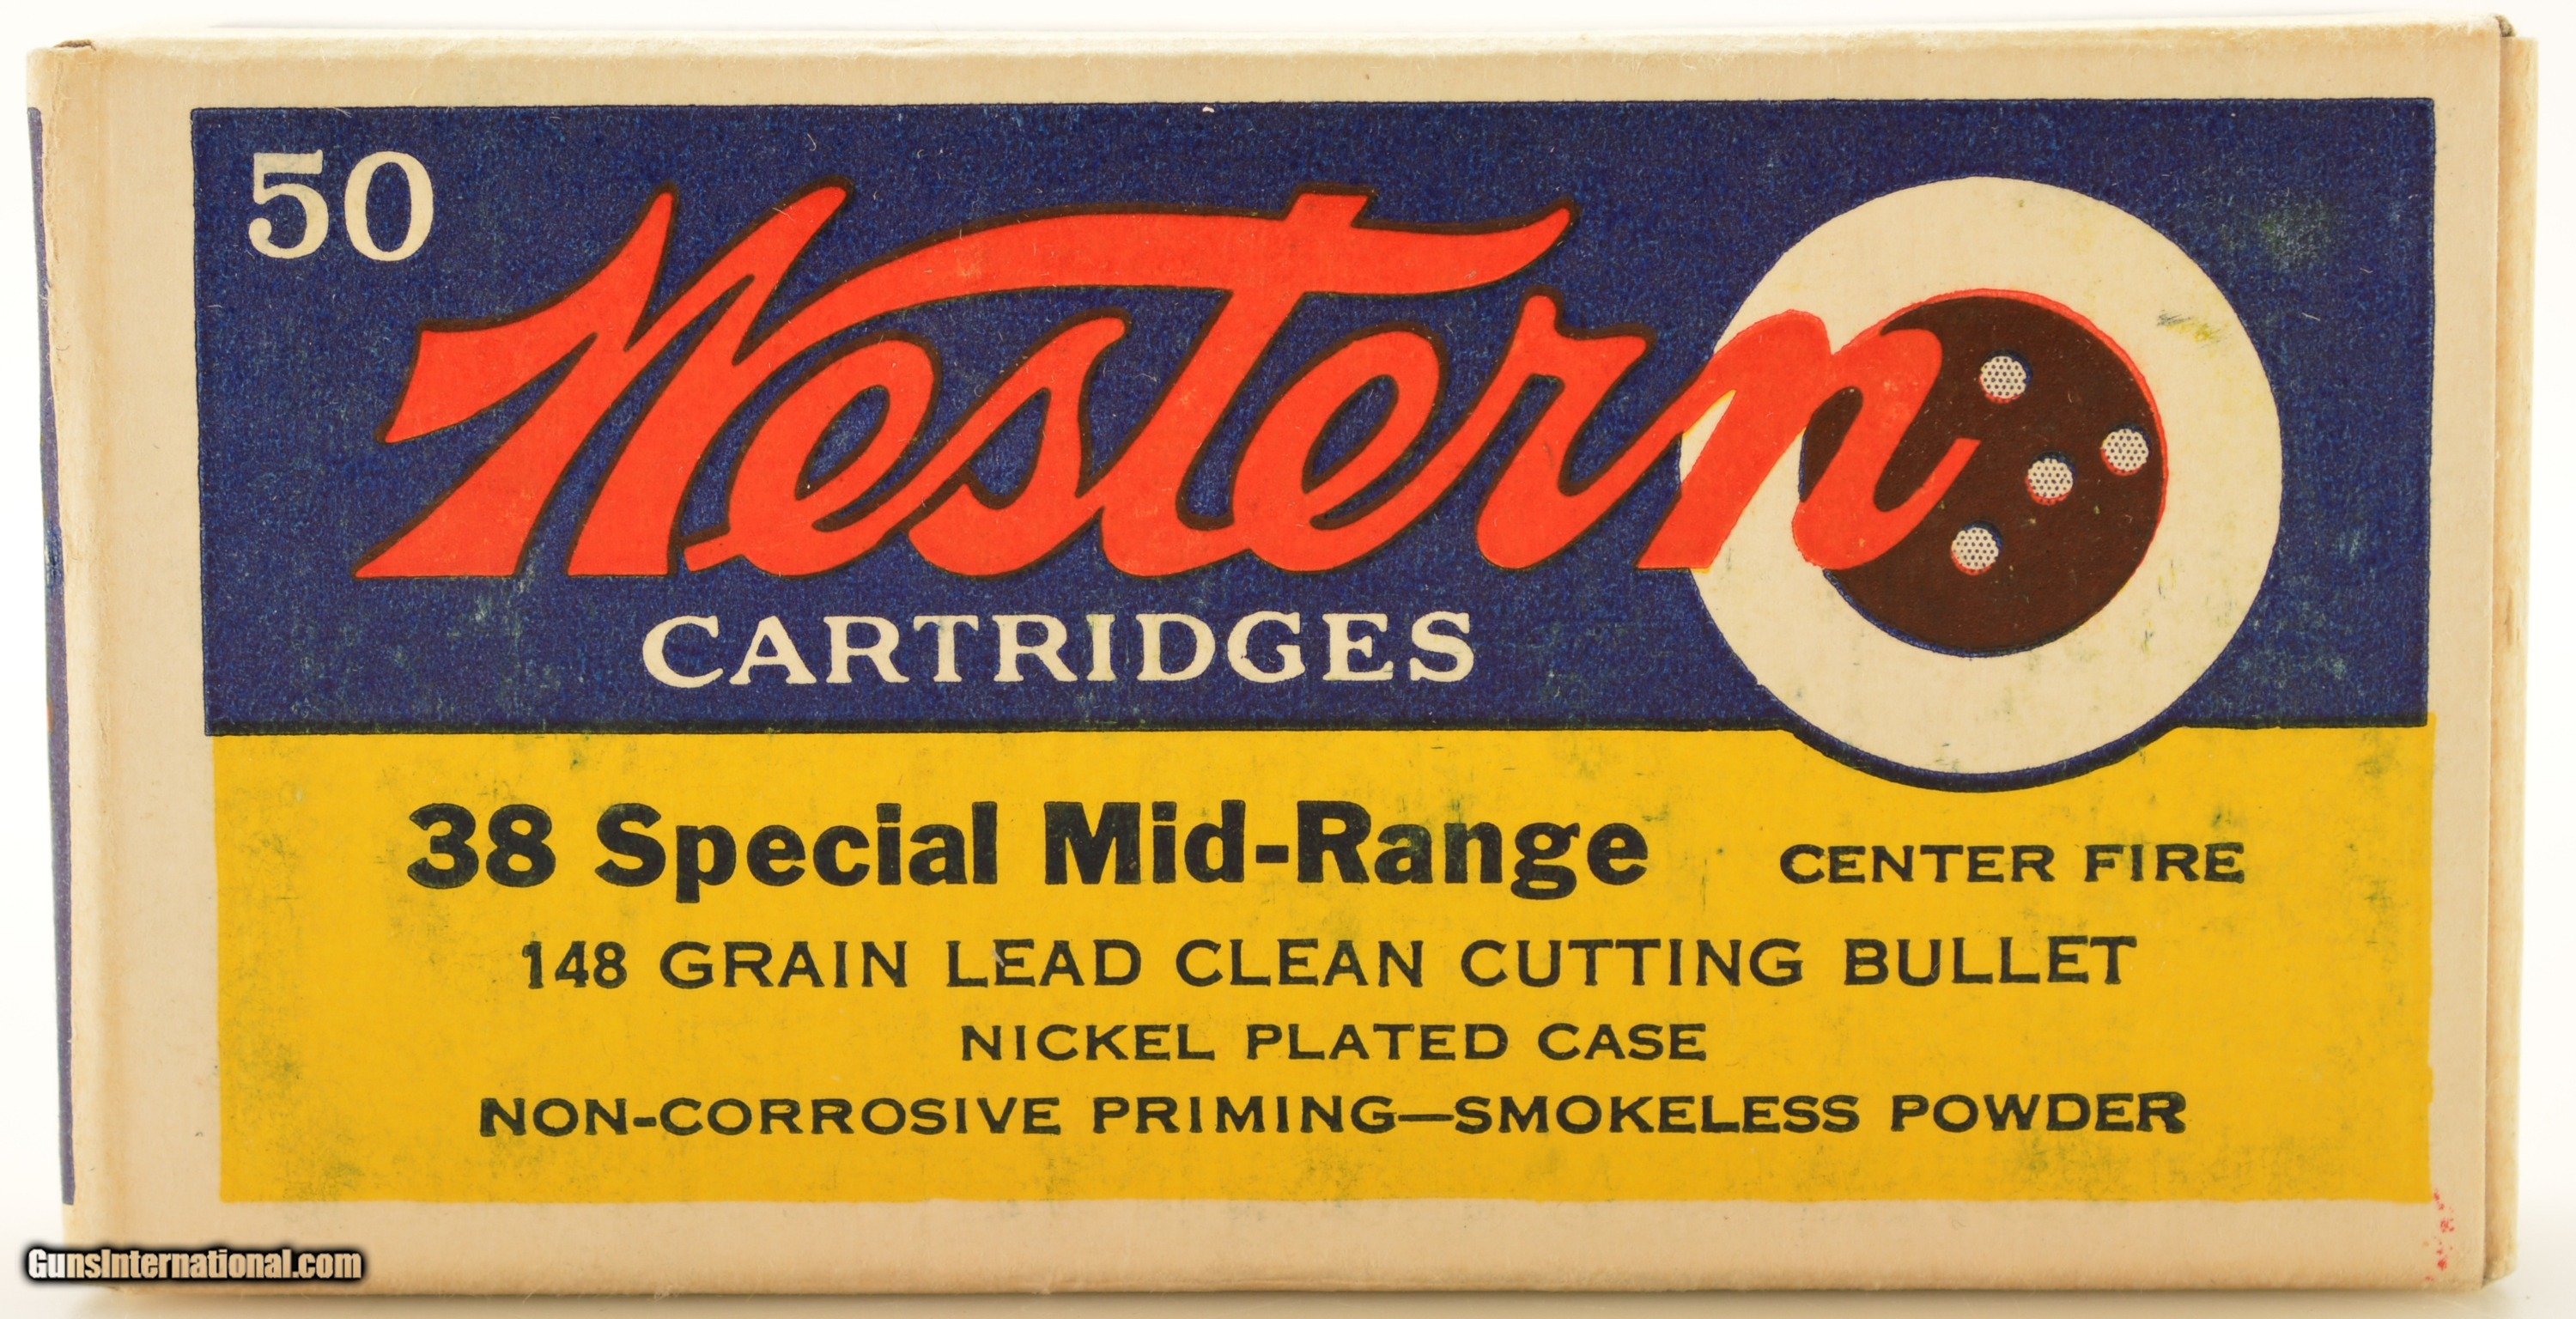 50
Western
CARTRIDGES
38 Special Mid-Range CENTER FIRE
148 GRAIN LEAD CLEAN CUTTING BULLET
NICKEL PLATED CASE
NON-CORROSIVE PRIMING—SMOKELESS POWDER
GunsInternational.com